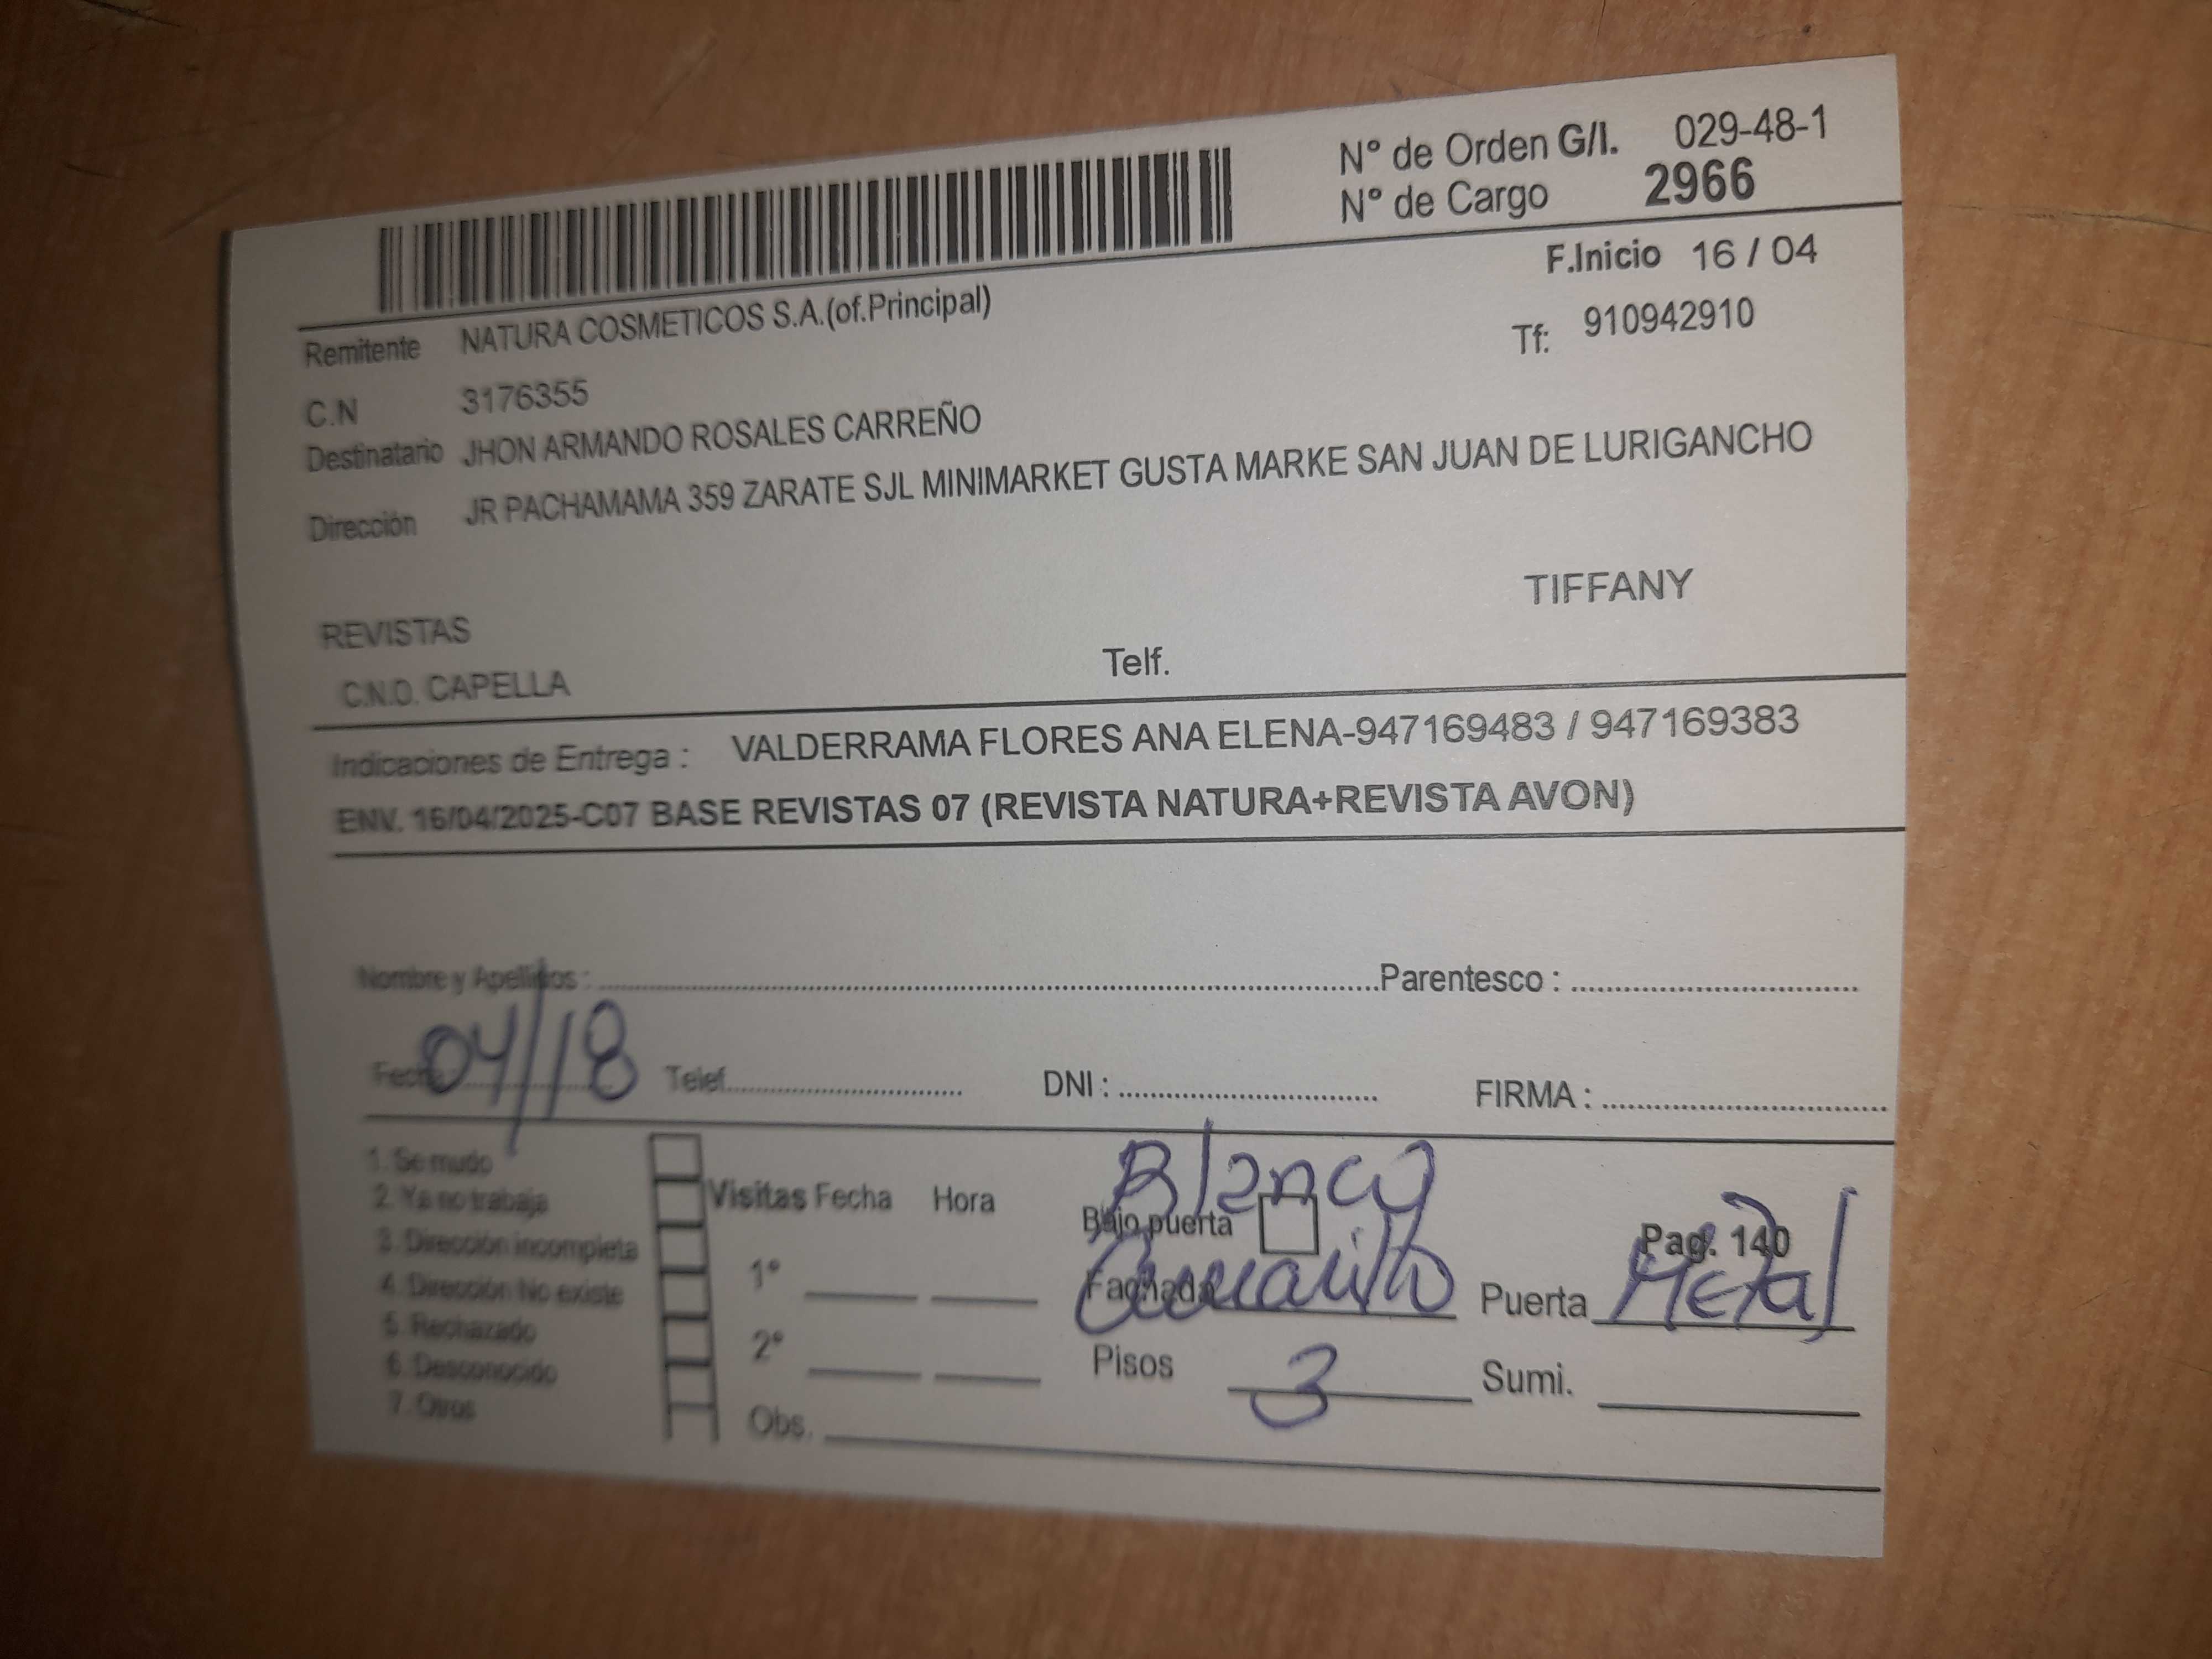 N° de Orden G/I. 029-48-1
N° de Cargo 2966
F.Inicio 16 / 04
Remitente NATURA COSMETICOS S.A.(of.Principal)
Tf: 910942910
C.N 3176355
Destinatario JHON ARMANDO ROSALES CARREÑO
Dirección JR PACHAMAMA 359 ZARATE SJL MINIMARKET GUSTA MARKE SAN JUAN DE LURIGANCHO
TIFFANY
REVISTAS
C.N.O. CAPELLA Telf.
Indicaciones de Entrega : VALDERRAMA FLORES ANA ELENA-947169483 / 947169383
ENV. 16/04/2025-C07 BASE REVISTAS 07 (REVISTA NATURA+REVISTA AVON)
Nombre y Apellidos : Parentesco :
Fecha 04/18 Telef. DNI : FIRMA :
1. Se mudo
2. Ya no trabaja
3. Dirección incompleta
4. Dirección No existe
5. Rechazado
6. Desconocido
7. Otros
Visitas Fecha Hora
1°
2°
Obs.
Blanco
Bajo puerta Pag. 140
Fachada Amarillo Puerta Metal
Pisos 3 Sumi.